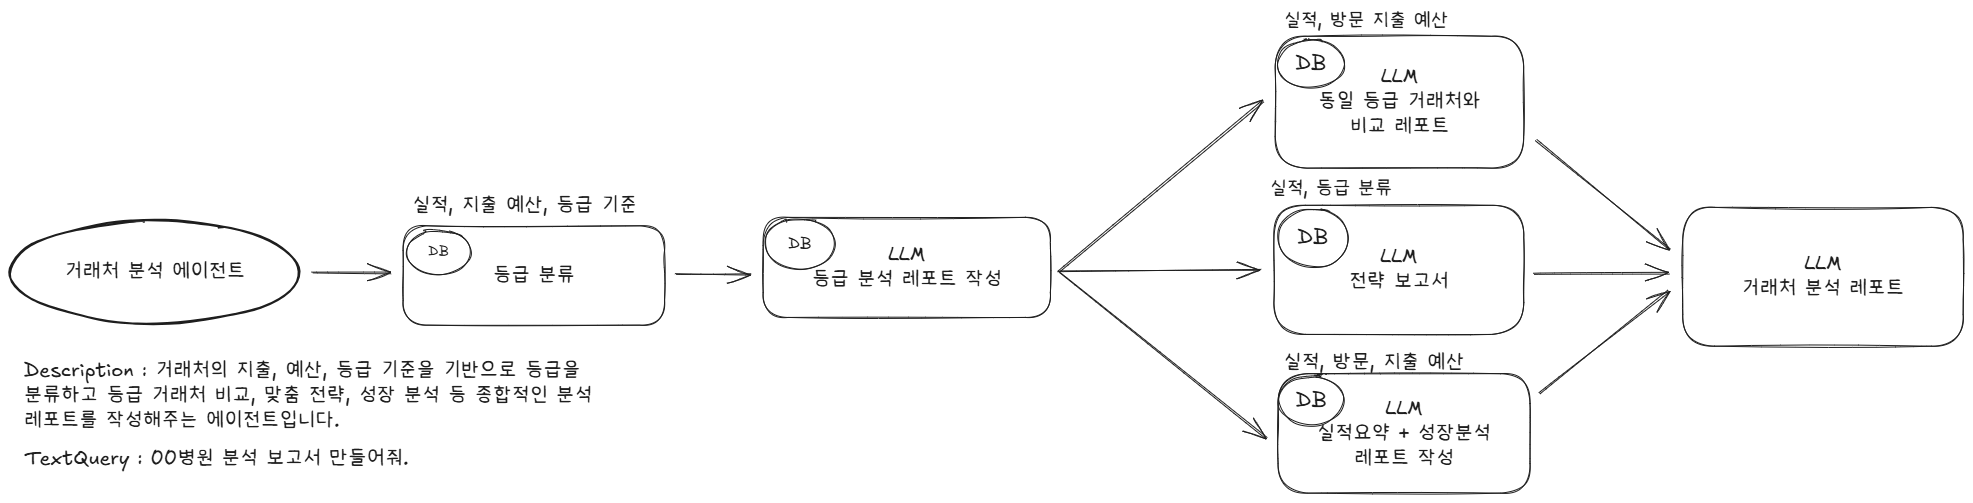 거래처 분석 에이전트
실적, 지출 예산, 등급 기준
DB
등급 분류
DB
LLM
등급 분석 레포트 작성
실적, 방문 지출 예산
DB
LLM
동일 등급 거래처와
비교 레포트
실적, 등급 분류
DB
LLM
전략 보고서
실적, 방문, 지출 예산
DB
LLM
실적요약 + 성장분석
레포트 작성
LLM
거래처 분석 레포트
Description : 거래처의 지출, 예산, 등급 기준을 기반으로 등급을
분류하고 등급 거래처 비교, 맞춤 전략, 성장 분석 등 종합적인 분석
레포트를 작성해주는 에이전트입니다.
TextQuery : OO병원 분석 보고서 만들어줘.